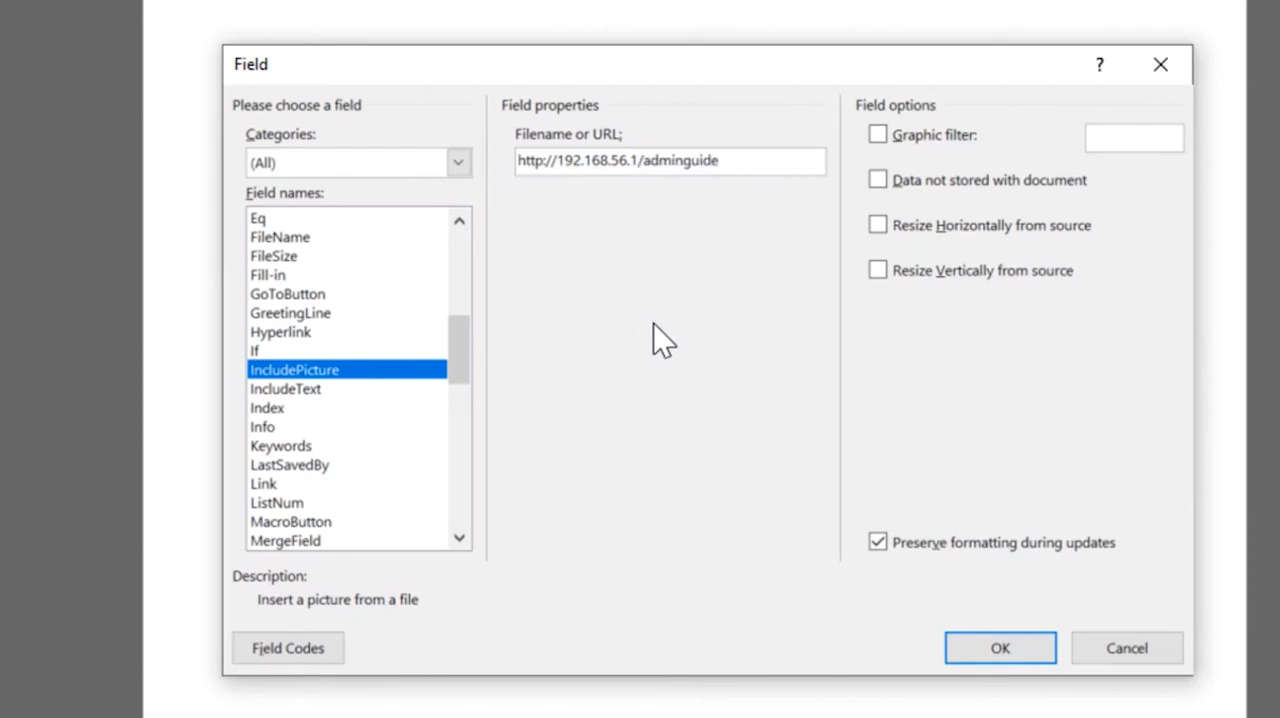 Field
?
Please choose a field
Categories:
(All)
Field names:
Eq
FileName
FileSize
Fill-in
GoToButton
GreetingLine
Hyperlink
If
IncludePicture
IncludeText
Index
Info
Keywords
LastSavedBy
Link
ListNum
MacroButton
MergeField
Description:
Insert a picture from a file
Field Codes
Field properties
Filename or URL:
http://192.168.56.1/adminguide
Field options
Graphic filter:
Data not stored with document
Resize Horizontally from source
Resize Vertically from source
Preserve formatting during updates
OK
Cancel